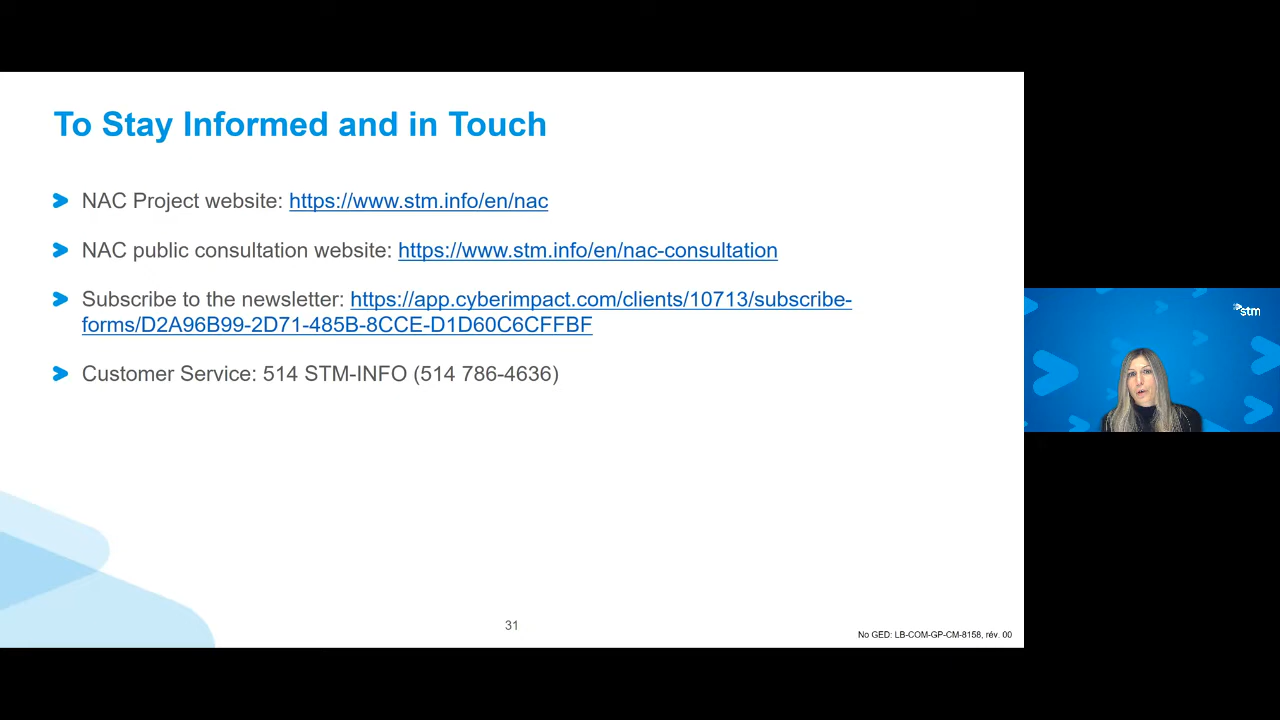 To Stay Informed and in Touch
NAC Project website: https://www.stm.info/en/nac
NAC public consultation website: https://www.stm.info/en/nac-consultation
Subscribe to the newsletter: https://app.cyberimpact.com/clients/10713/subscribe-
forms/D2A96B99-2D71-485B-8CCE-D1D60C6CFFBF
Customer Service: 514 STM-INFO (514 786-4636)
stm
31
No GED: LB-COM-GP-CM-8158, rév. 00